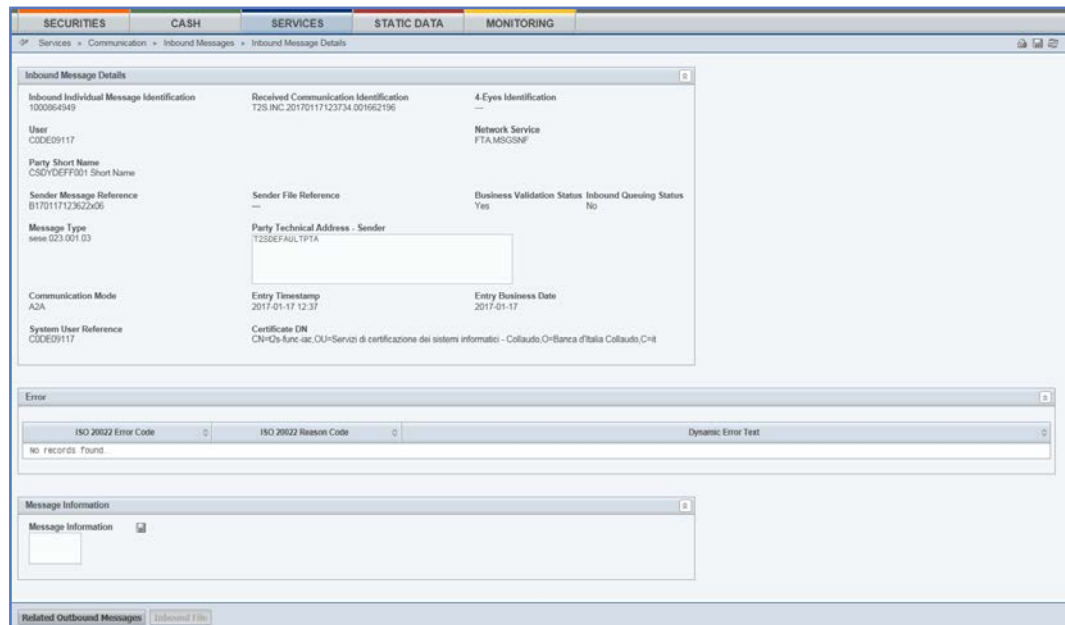 SECURITIES CASH SERVICES STATIC DATA MONITORING
Services » Communication » Inbound Messages » Inbound Message Details
Inbound Message Details
Inbound Individual Message Identification Received Communication Identification 4-Eyes Identification
1000864949 T2S.INC.20170117123734.001662196 ---
User Network Service
C0DE09117 FTA.MSGSNF
Party Short Name
CSDYDEFF001 Short Name
Sender Message Reference Sender File Reference Business Validation Status Inbound Queuing Status
B170117123622x06 --- Yes No
Message Type Party Technical Address - Sender
sese.023.001.03 T2SDEFAULTPTA
Communication Mode Entry Timestamp Entry Business Date
A2A 2017-01-17 12:37 2017-01-17
System User Reference Certificate DN
C0DE09117 CN=t2s-func-iac,OU=Servizi di certificazione dei sistemi informatici - Collaudo,O=Banca d'Italia Collaudo,C=it
Error
ISO 20022 Error Code ISO 20022 Reason Code Dynamic Error Text
No records found.
Message Information
Message Information
Related Outbound Messages Inbound File